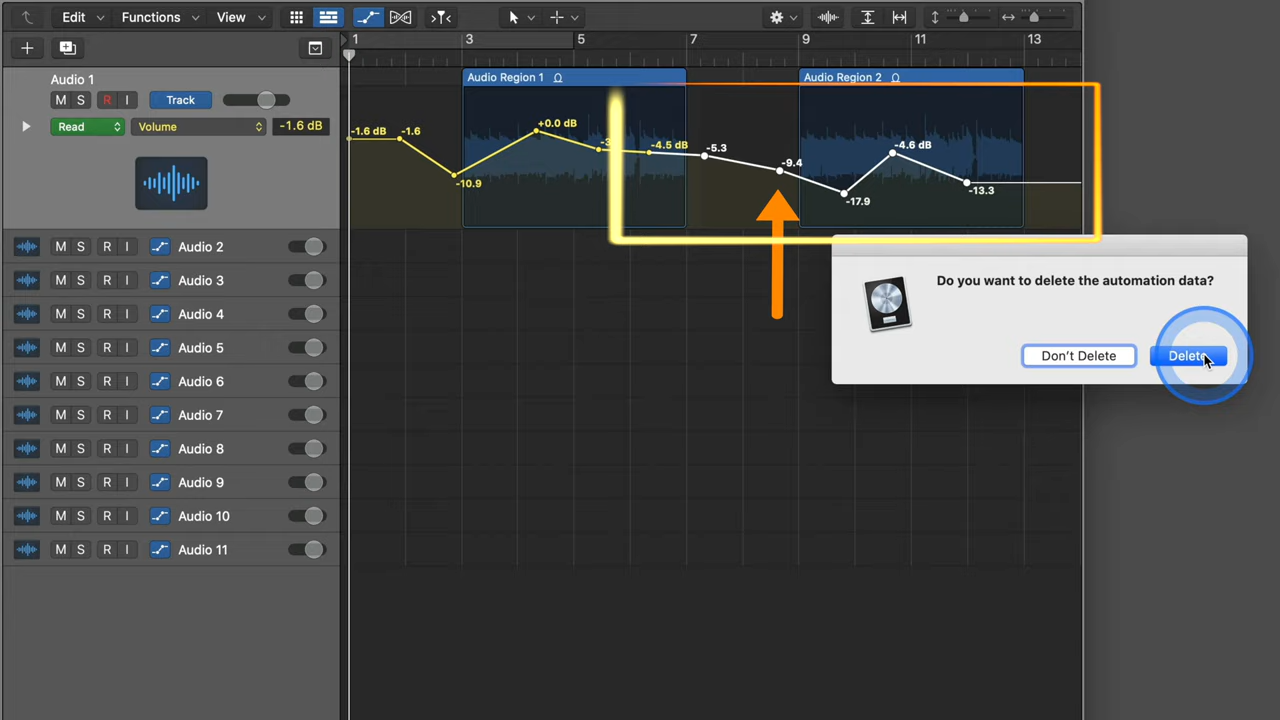 Edit Functions View
1 3 5 7 9 11 13
Audio 1
M S R I Track
Read Volume -1.6 dB
Audio Region 1
Audio Region 2
-1.6 dB
-1.6
-10.9
+0.0 dB
-4.5 dB
-5.3
-9.4
-17.9
-4.6 dB
-13.3
M S R I Audio 2
M S R I Audio 3
M S R I Audio 4
M S R I Audio 5
M S R I Audio 6
M S R I Audio 7
M S R I Audio 8
M S R I Audio 9
M S R I Audio 10
M S R I Audio 11
Do you want to delete the automation data?
Don't Delete Delete